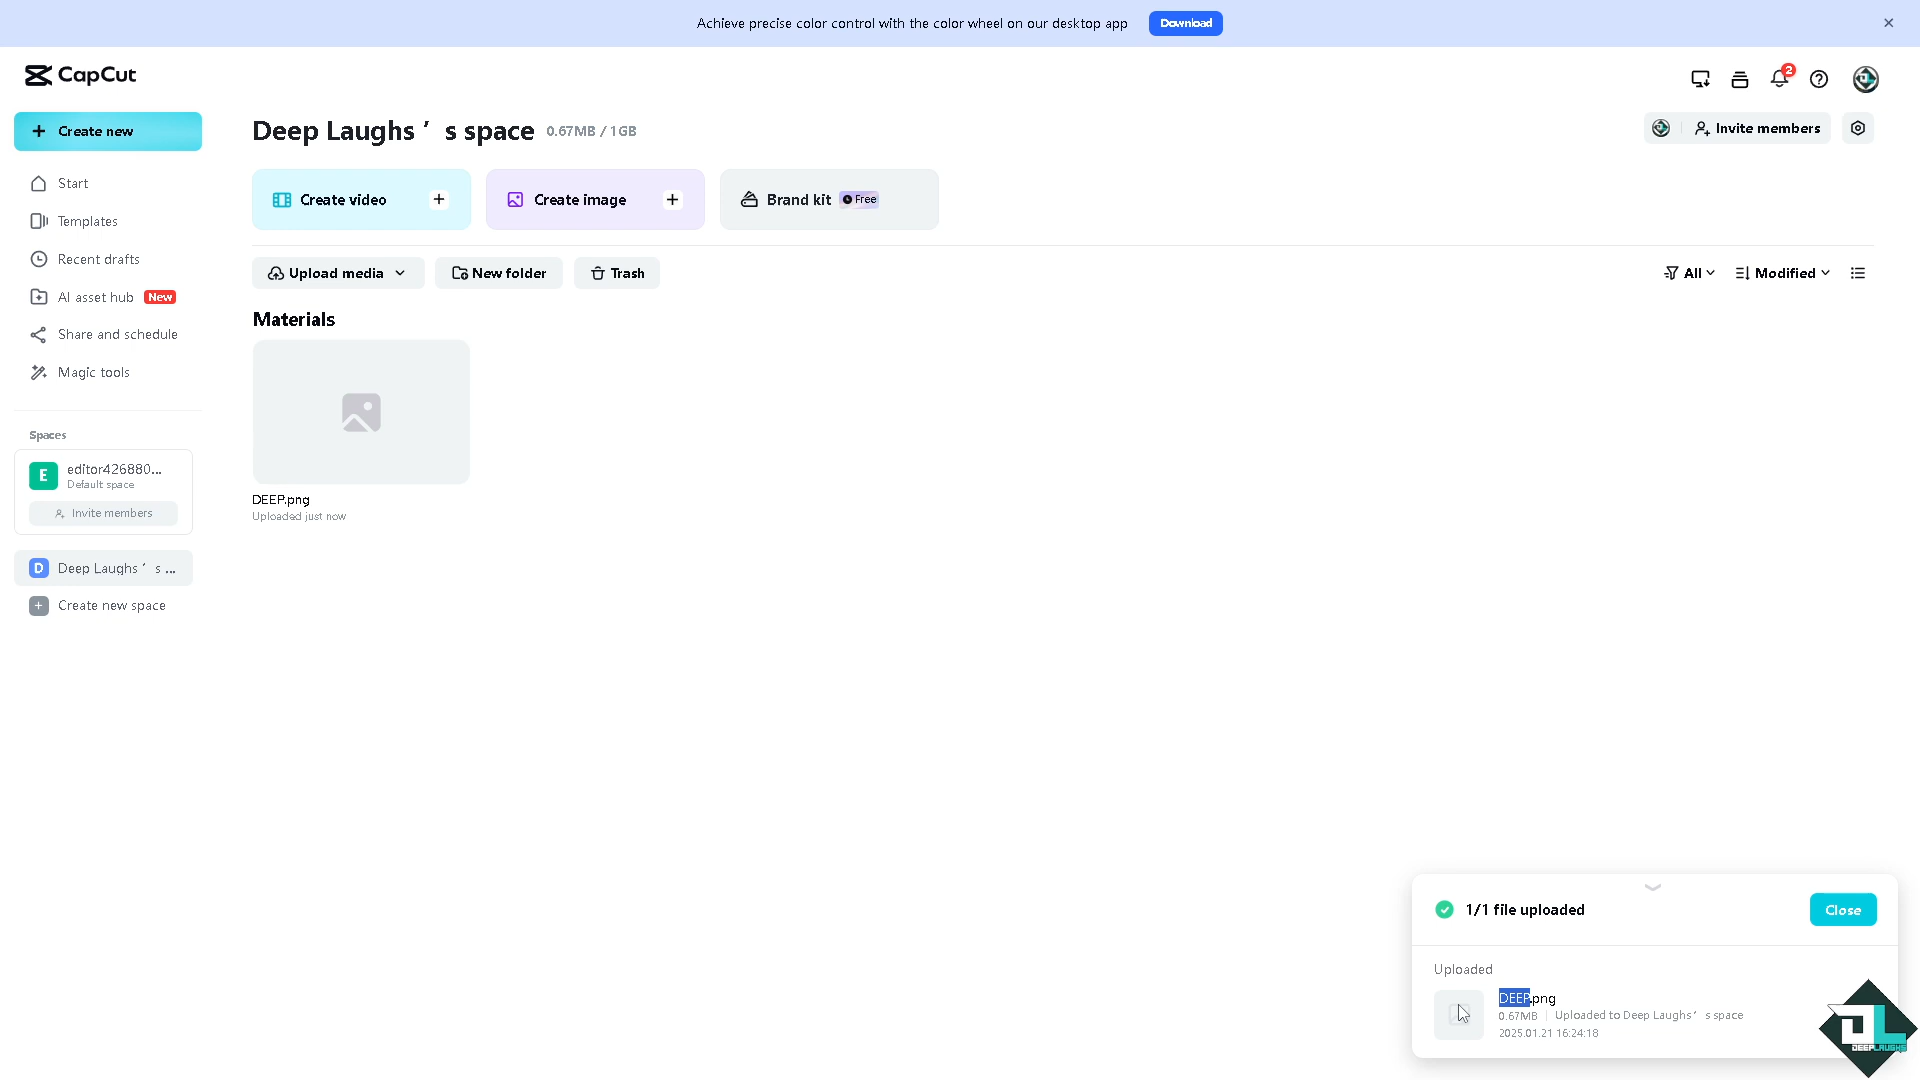 Achieve precise color control with the color wheel on our desktop app
Download
CapCut
2
Create new
Deep Laughs ’ s space 0.67MB / 1GB
Invite members
Start
Templates
Recent drafts
AI asset hub New
Share and schedule
Magic tools
Create video
Create image
Brand kit Free
Upload media
New folder
Trash
All
Modified
Materials
DEEP.png
Uploaded just now
Spaces
E
editor426880...
Default space
Invite members
D
Deep Laughs ’ s ...
Create new space
1/1 file uploaded
Close
Uploaded
DEEP.png
0.67MB | Uploaded to Deep Laughs’ s space
2025.01.21 16:24:18
DL
DEEPLAUGHS